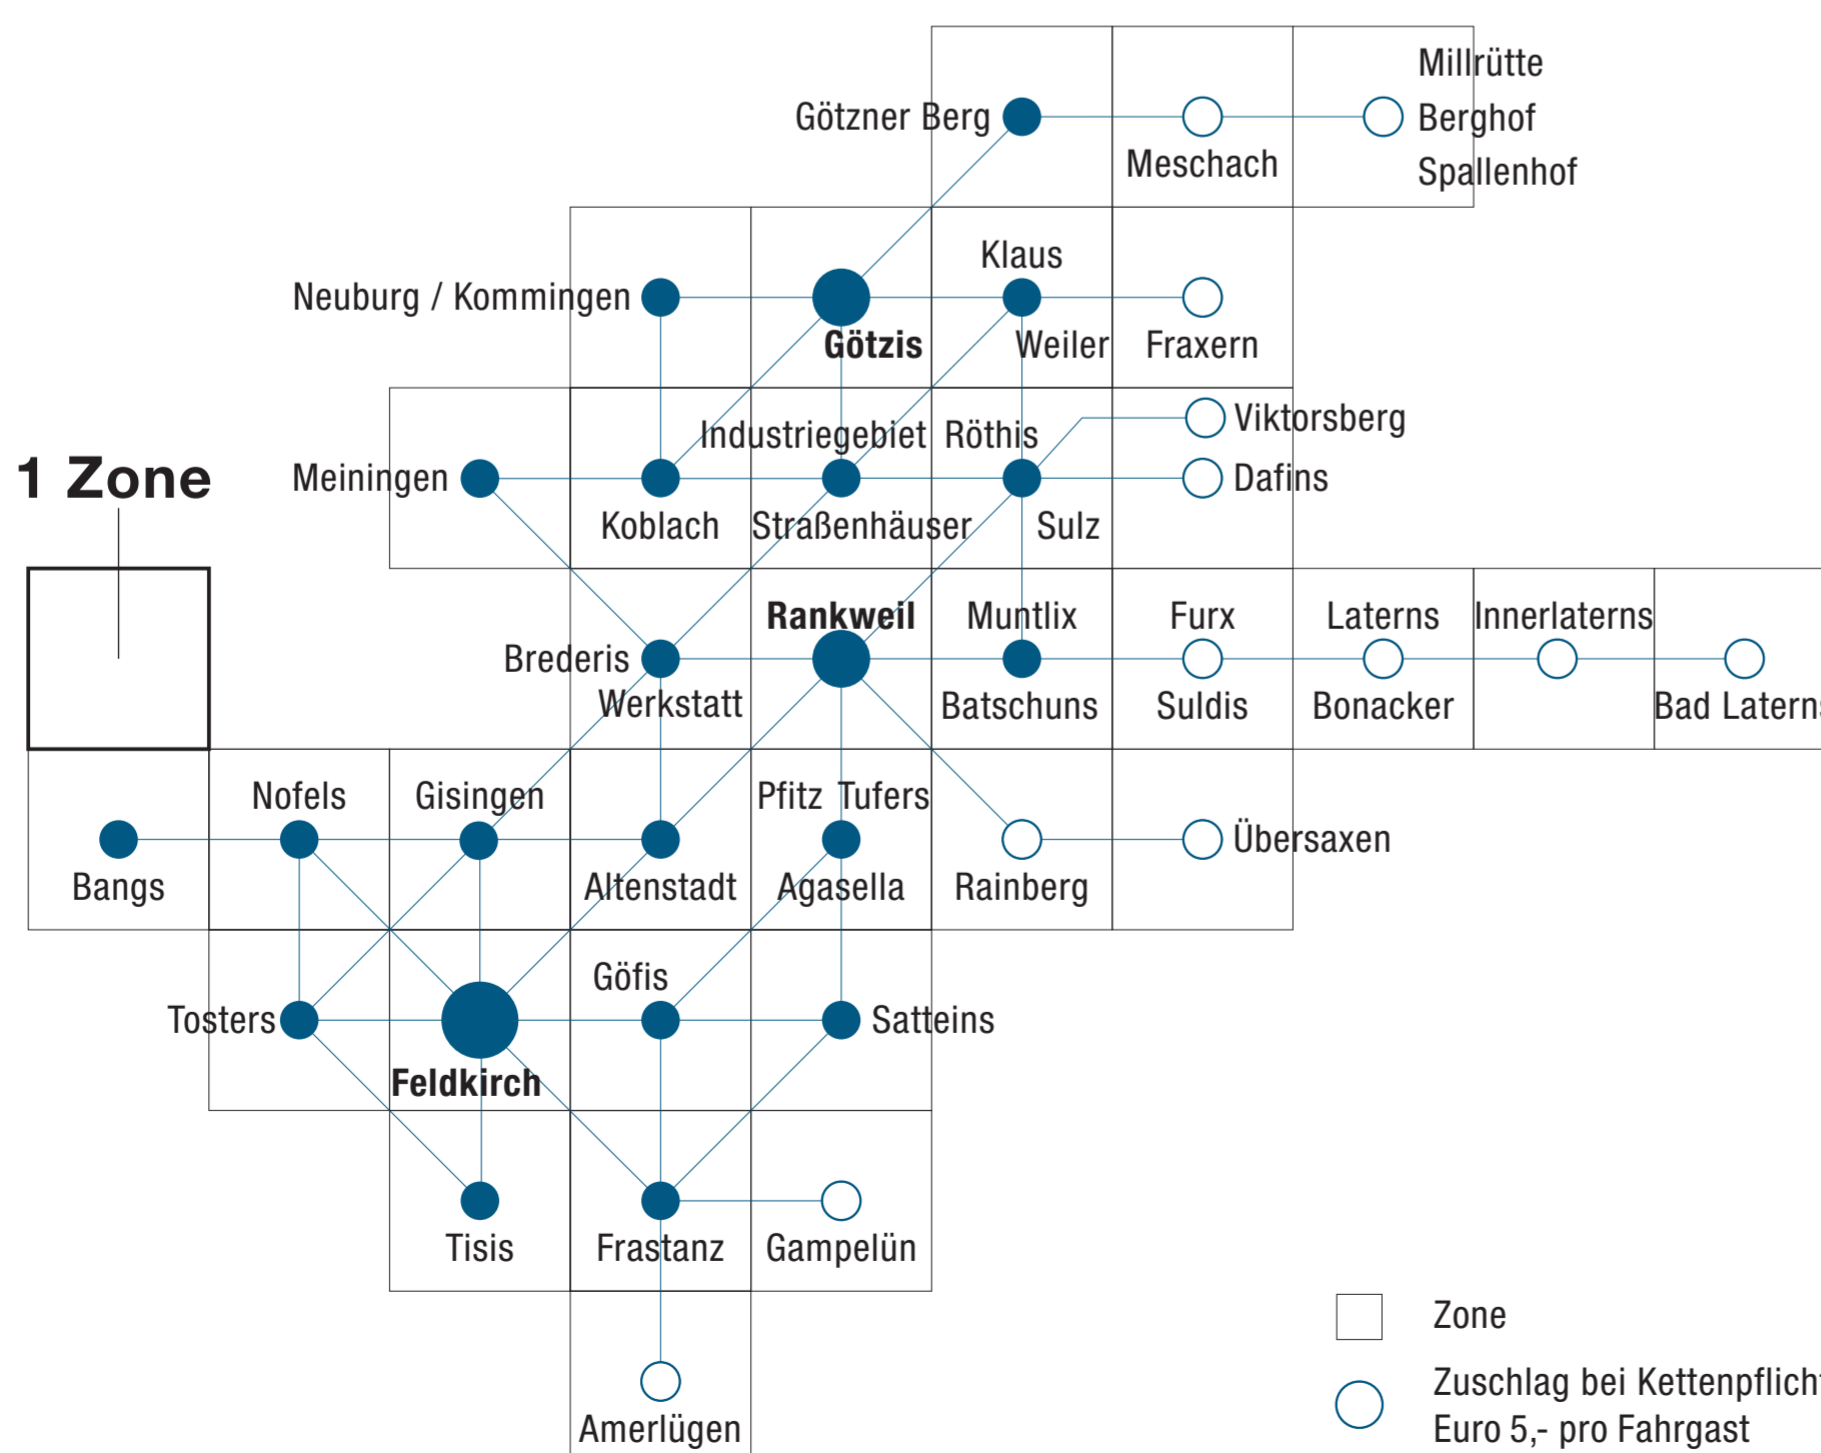 Millrütte
Götzner Berg
Berghof
Meschach
Spallenhof
Klaus
Neuburg / Kommingen
Götzis
Weiler
Fraxern
Industriegebiet
Röthis
Viktorsberg
1 Zone
Meiningen
Dafins
Koblach
Straßenhäuser
Sulz
Rankweil
Muntlix
Furx
Laterns
Innerlaterns
Brederis
Werkstatt
Batschuns
Suldis
Bonacker
Bad Laterns
Nofels
Gisingen
Pfitz Tufers
Übersaxen
Bangs
Altenstadt
Agasella
Rainberg
Göfis
Tosters
Satteins
Feldkirch
Tisis
Frastanz
Gampelün
Zone
Zuschlag bei Kettenpflicht
Euro 5,- pro Fahrgast
Amerlügen